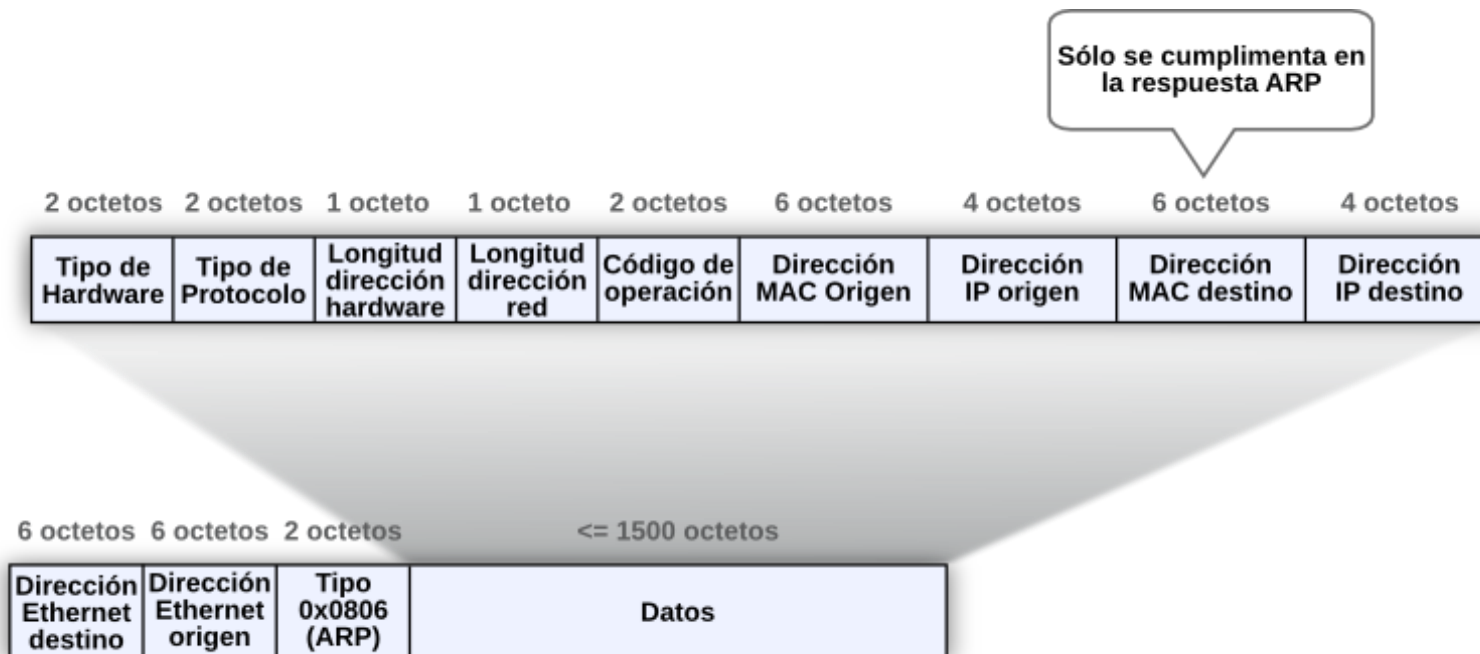 Sólo se cumplimenta en
la respuesta ARP
2 octetos 2 octetos 1 octeto 1 octeto 2 octetos 6 octetos 4 octetos 6 octetos 4 octetos
Tipo de
Hardware
Tipo de
Protocolo
Longitud
dirección
hardware
Longitud
dirección
red
Código de
operación
Dirección
MAC Origen
Dirección
IP origen
Dirección
MAC destino
Dirección
IP destino
6 octetos 6 octetos 2 octetos <= 1500 octetos
Dirección
Ethernet
destino
Dirección
Ethernet
origen
Tipo
0x0806
(ARP)
Datos